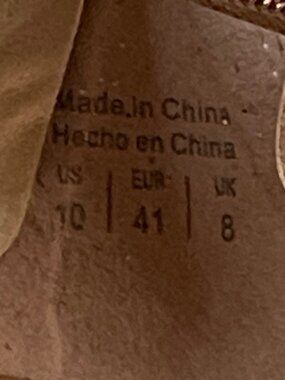 Made in China
Hecho en China
US | EUR | UK
10 | 41 | 8